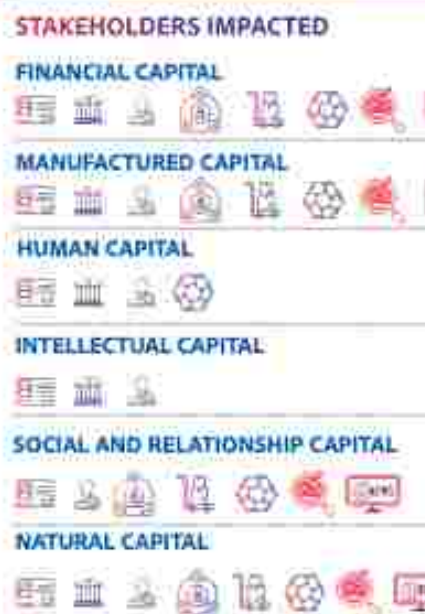 STAKEHOLDERS IMPACTED
FINANCIAL CAPITAL
MANUFACTURED CAPITAL
HUMAN CAPITAL
INTELLECTUAL CAPITAL
SOCIAL AND RELATIONSHIP CAPITAL
NATURAL CAPITAL